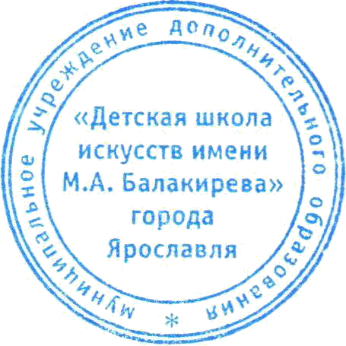 муниципальное учреждение дополнительного образования *
«Детская школа
искусств имени
М.А. Балакирева»
города
Ярославля